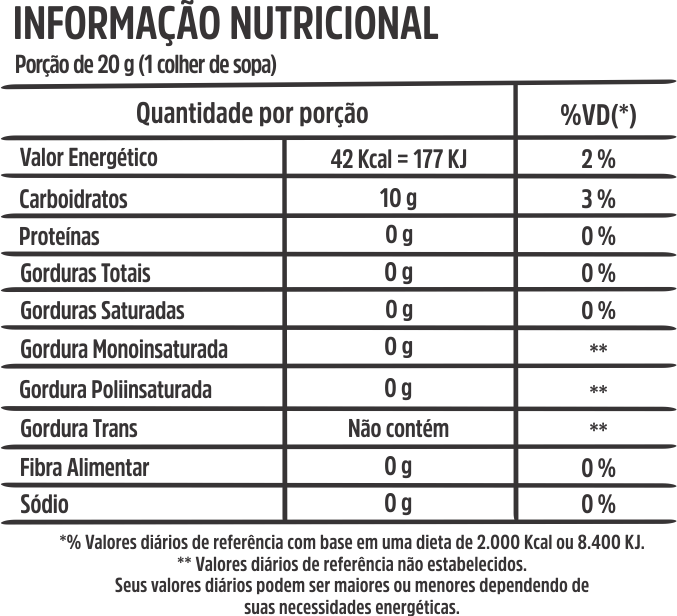 INFORMAÇÃO NUTRICIONAL
Porção de 20 g (1 colher de sopa)
Quantidade por porção %VD(*)
Valor Energético 42 Kcal = 177 KJ 2 %
Carboidratos 10 g 3 %
Proteínas 0 g 0 %
Gorduras Totais 0 g 0 %
Gorduras Saturadas 0 g 0 %
Gordura Monoinsaturada 0 g **
Gordura Poliinsaturada 0 g **
Gordura Trans Não contém **
Fibra Alimentar 0 g 0 %
Sódio 0 g 0 %
*% Valores diários de referência com base em uma dieta de 2.000 Kcal ou 8.400 KJ.
** Valores diários de referência não estabelecidos.
Seus valores diários podem ser maiores ou menores dependendo de
suas necessidades energéticas.